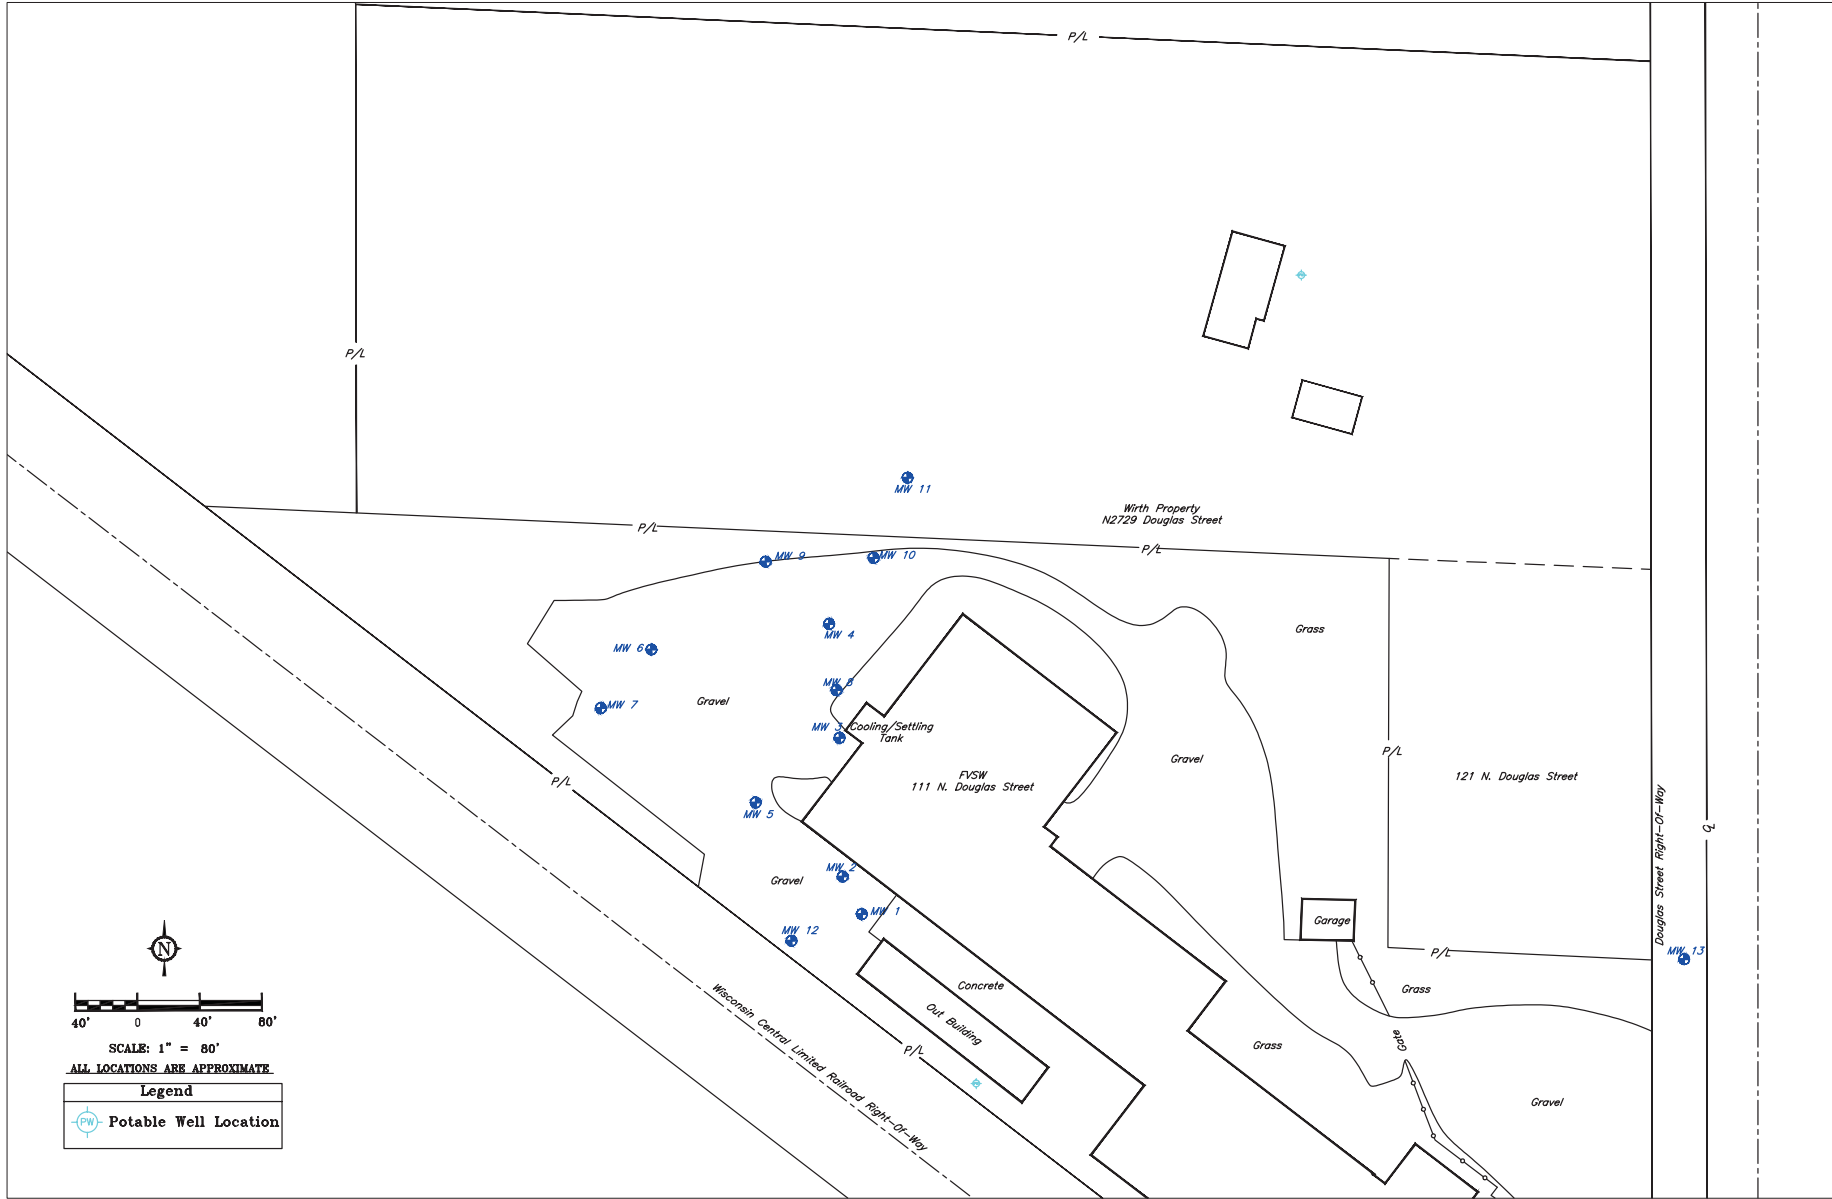 P/L
P/L
MW 11
Wirth Property
N2729 Douglas Street
P/L
P/L
MW 9
MW 10
MW 4
Grass
MW 6
MW 8
Gravel
MW 7
MW 3
Cooling/Settling
Tank
P/L
Gravel
FVSW
111 N. Douglas Street
121 N. Douglas Street
P/L
MW 5
Douglas Street Right-Of-Way
MW 2
Gravel
MW 1
Garage
MW 12
P/L
MW 13
N
Concrete
Grass
Out Building
Wisconsin Central Limited Railroad Right-Of-Way
40'
0
40'
80'
SCALE: 1" = 80'
ALL LOCATIONS ARE APPROXIMATE
P/L
Gate
Grass
Gravel
Legend
PW
Potable Well Location